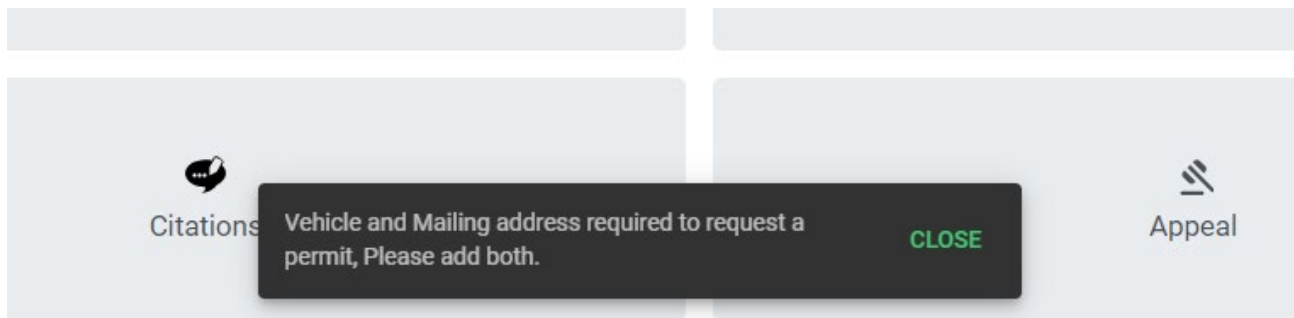 Citations
Vehicle and Mailing address required to request a
permit, Please add both.
CLOSE
Appeal